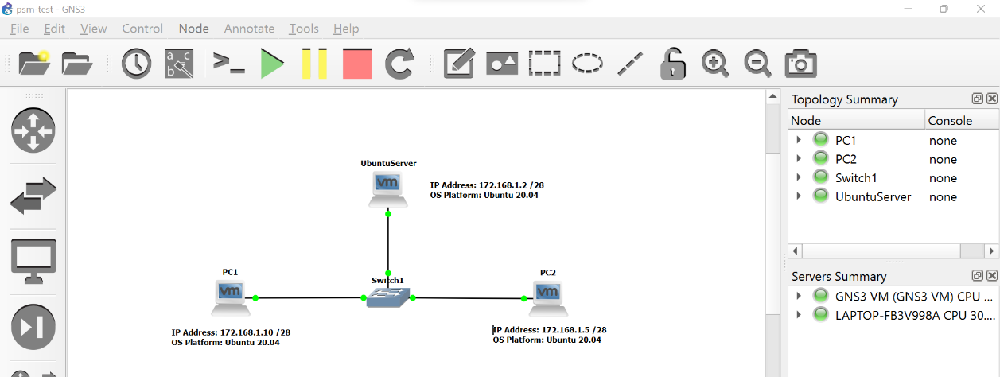 psm-test - GNS3
File Edit View Control Node Annotate Tools Help
a c
b
UbuntuServer
vm
IP Address: 172.168.1.2 /28
OS Platform: Ubuntu 20.04
PC1
vm
IP Address: 172.168.1.10 /28
OS Platform: Ubuntu 20.04
Switch1
PC2
vm
IP Address: 172.168.1.5 /28
OS Platform: Ubuntu 20.04
Topology Summary
Node Console
PC1 none
PC2 none
Switch1 none
UbuntuServer none
Servers Summary
GNS3 VM (GNS3 VM) CPU ...
LAPTOP-FB3V998A CPU 30....